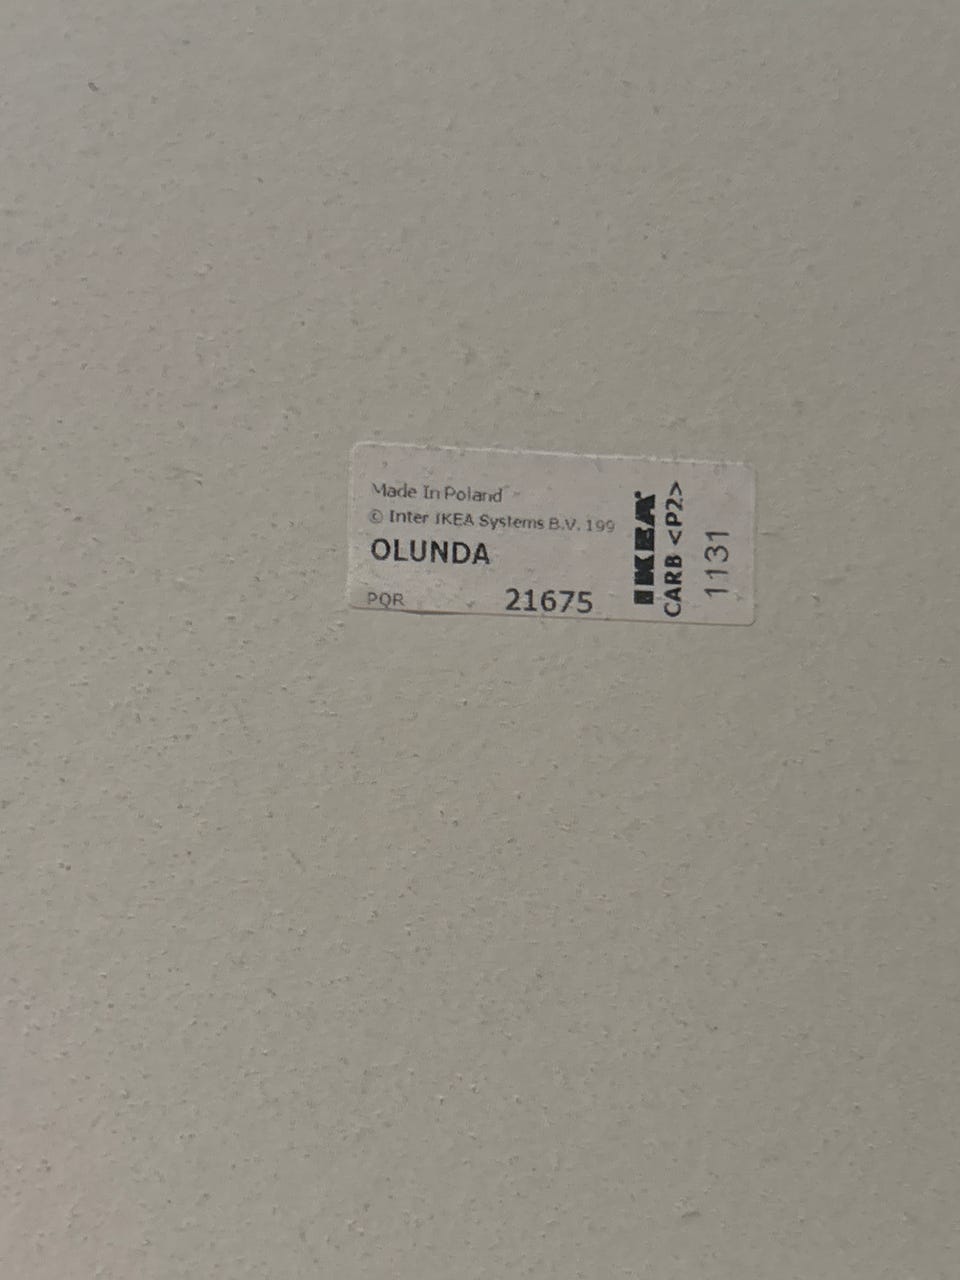 Made In Poland
© Inter IKEA Systems B.V. 199
OLUNDA
PQR 21675
IKEA
CARB <P2>
1131